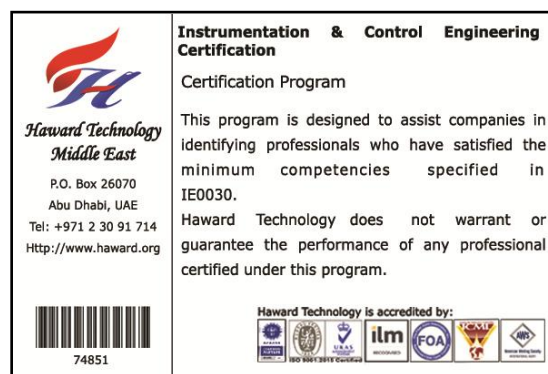 Haward Technology
Middle East
P.O. Box 26070
Abu Dhabi, UAE
Tel: +971 2 30 91 714
Http://www.haward.org
74851
Instrumentation & Control Engineering
Certification
Certification Program
This program is designed to assist companies in
identifying professionals who have satisfied the
minimum competencies specified in
IE0030.
Haward Technology does not warrant or
guarantee the performance of any professional
certified under this program.
Haward Technology is accredited by:
UKAS
ilm
FOA
AWS
ISO 9001:2015 Certified